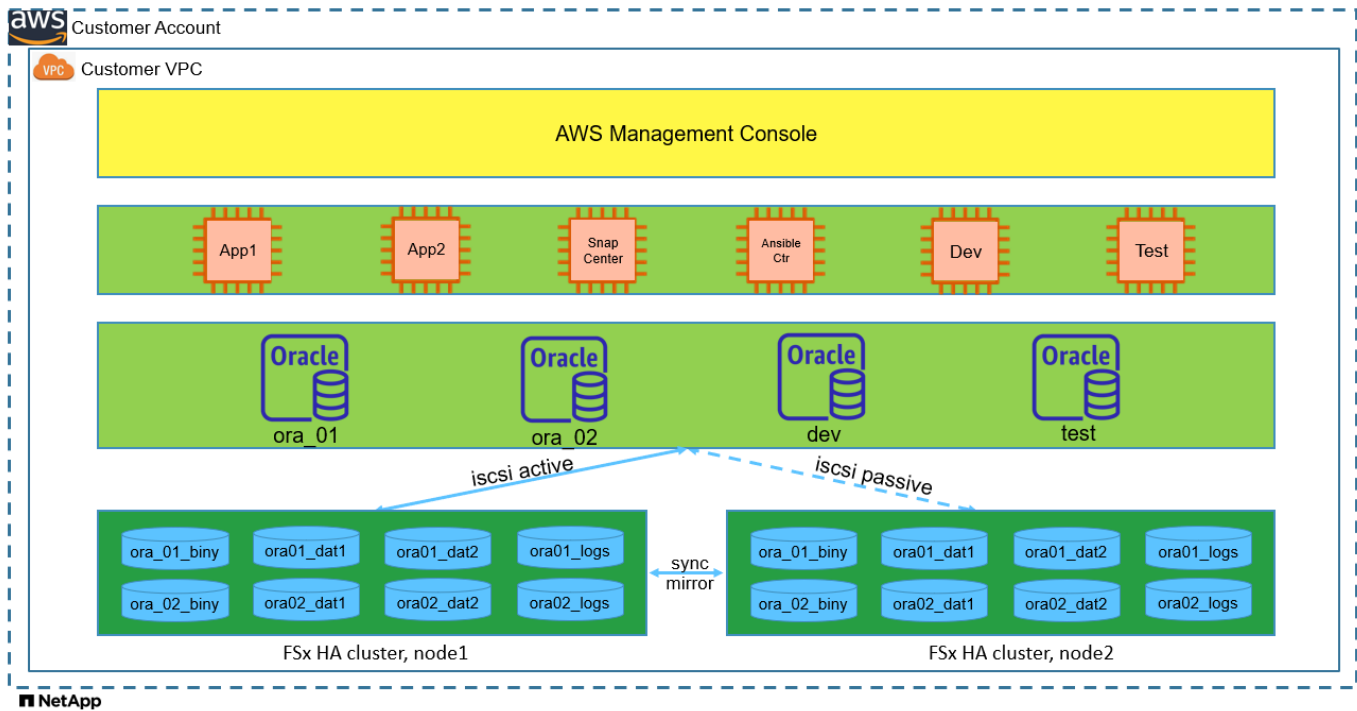 aws
Customer Account
VPC
Customer VPC
AWS Management Console
App1
App2
Snap
Center
Ansible
Ctr
Dev
Test
Oracle
ora_01
Oracle
ora_02
Oracle
dev
Oracle
test
iscsi active
iscsi passive
ora_01_biny
ora01_dat1
ora01_dat2
ora01_logs
ora_02_biny
ora02_dat1
ora02_dat2
ora02_logs
sync
mirror
ora_01_biny
ora01_dat1
ora01_dat2
ora01_logs
ora_02_biny
ora02_dat1
ora02_dat2
ora02_logs
FSx HA cluster, node1
FSx HA cluster, node2
NetApp